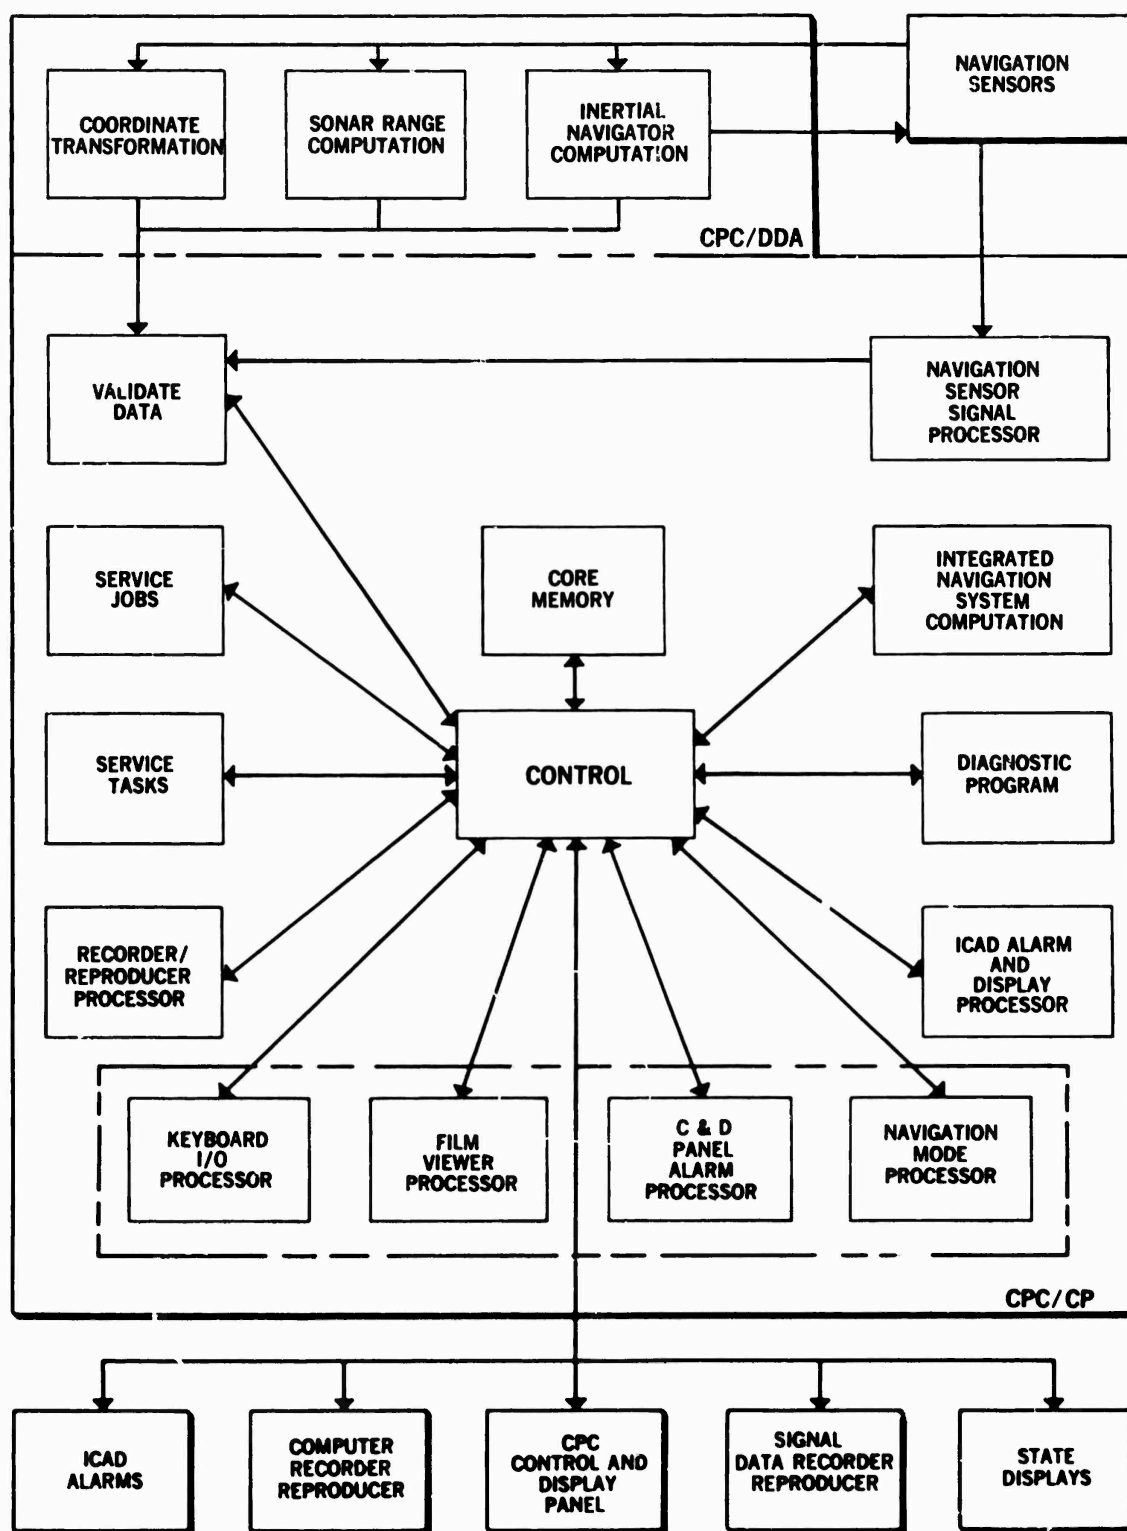 NAVIGATION
SENSORS
COORDINATE
TRANSFORMATION
SONAR RANGE
COMPUTATION
INERTIAL
NAVIGATOR
COMPUTATION
CPC/DDA
VALIDATE
DATA
NAVIGATION
SENSOR
SIGNAL
PROCESSOR
SERVICE
JOBS
CORE
MEMORY
INTEGRATED
NAVIGATION
SYSTEM
COMPUTATION
SERVICE
TASKS
CONTROL
DIAGNOSTIC
PROGRAM
RECORDER/
REPRODUCER
PROCESSOR
ICAD ALARM
AND
DISPLAY
PROCESSOR
KEYBOARD
I/O
PROCESSOR
FILM
VIEWER
PROCESSOR
C & D
PANEL
ALARM
PROCESSOR
NAVIGATION
MODE
PROCESSOR
CPC/CP
ICAD
ALARMS
COMPUTER
RECORDER
REPRODUCER
CPC
CONTROL AND
DISPLAY
PANEL
SIGNAL
DATA RECORDER
REPRODUCER
STATE
DISPLAYS